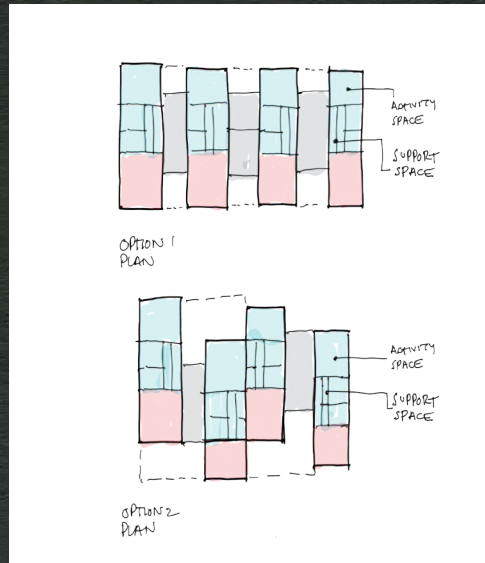 ACTIVITY
SPACE
SUPPORT
SPACE
OPTION 1
PLAN
ACTIVITY
SPACE
SUPPORT
SPACE
OPTION 2
PLAN